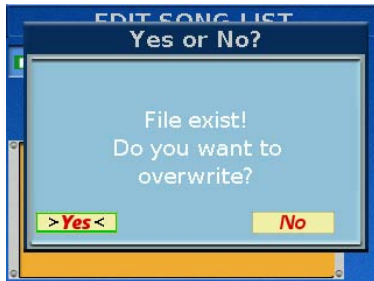 EDIT SONG LIST
Yes or No?
File exist!
Do you want to
overwrite?
>Yes< No